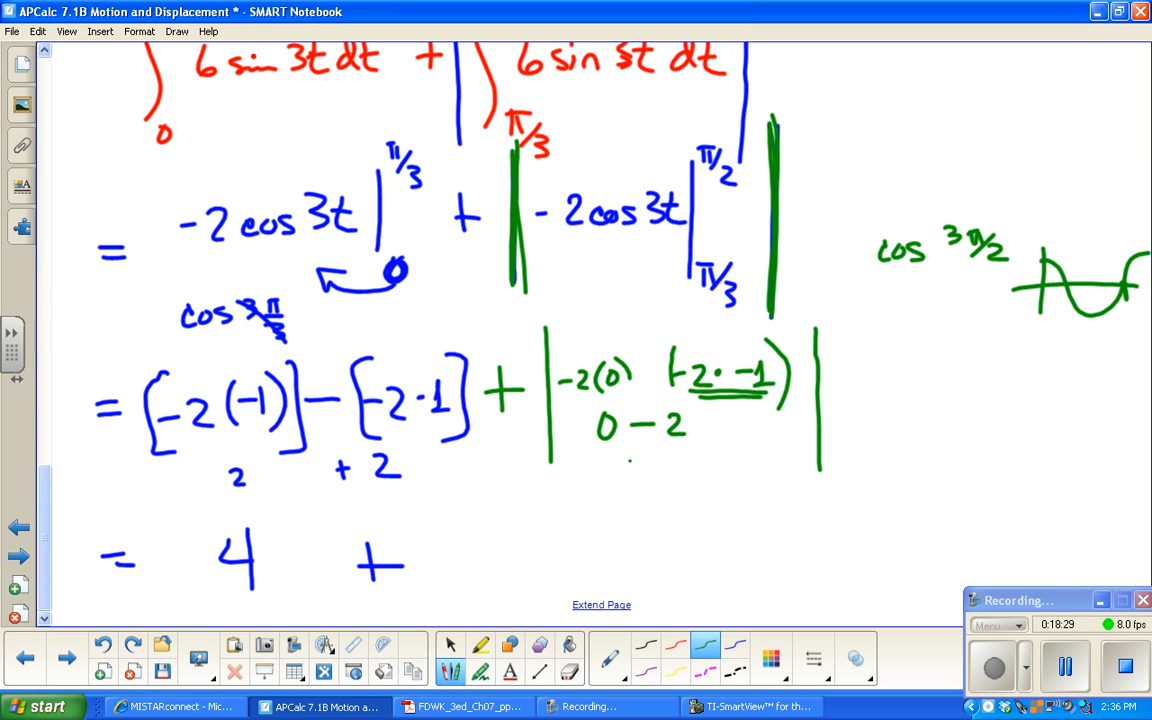 APCalc 7.1B Motion and Displacement * - SMART Notebook
File Edit View Insert Format Draw Help
∫ 6 sin 3t dt + | ∫ 6 sin 3t dt |
0 π/3
= -2 cos 3t | π/3 0 + | -2 cos 3t | π/2 π/3 |
cos 3π/2
cos 3π/3
= [-2(-1)] - [-2·1] + | -2(0) (-2·-1) |
0 - 2
2 + 2
= 4 +
Extend Page
Recording...
Menu 0:18:29 8.0 fps
start MISTARconnect - Mic... APCalc 7.1B Motion a... FDWK_3ed_Ch07_pp... Recording... TI-SmartView™ for th... 2:36 PM